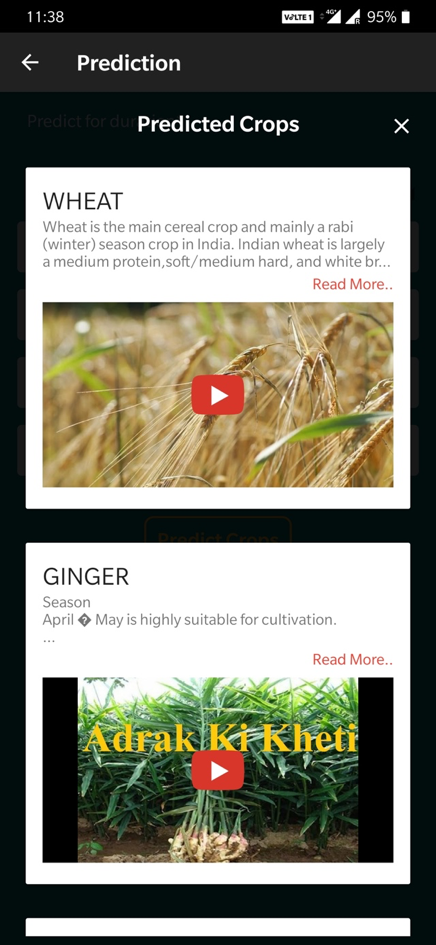 11:38
VoLTE 1 4G+ R 95%
Prediction
Predict for dur
Predicted Crops
WHEAT
Wheat is the main cereal crop and mainly a rabi
(winter) season crop in India. Indian wheat is largely
a medium protein,soft/medium hard, and white br...
Read More..
Predict Crops
GINGER
Season
April � May is highly suitable for cultivation.
...
Read More..
Adrak Ki Kheti